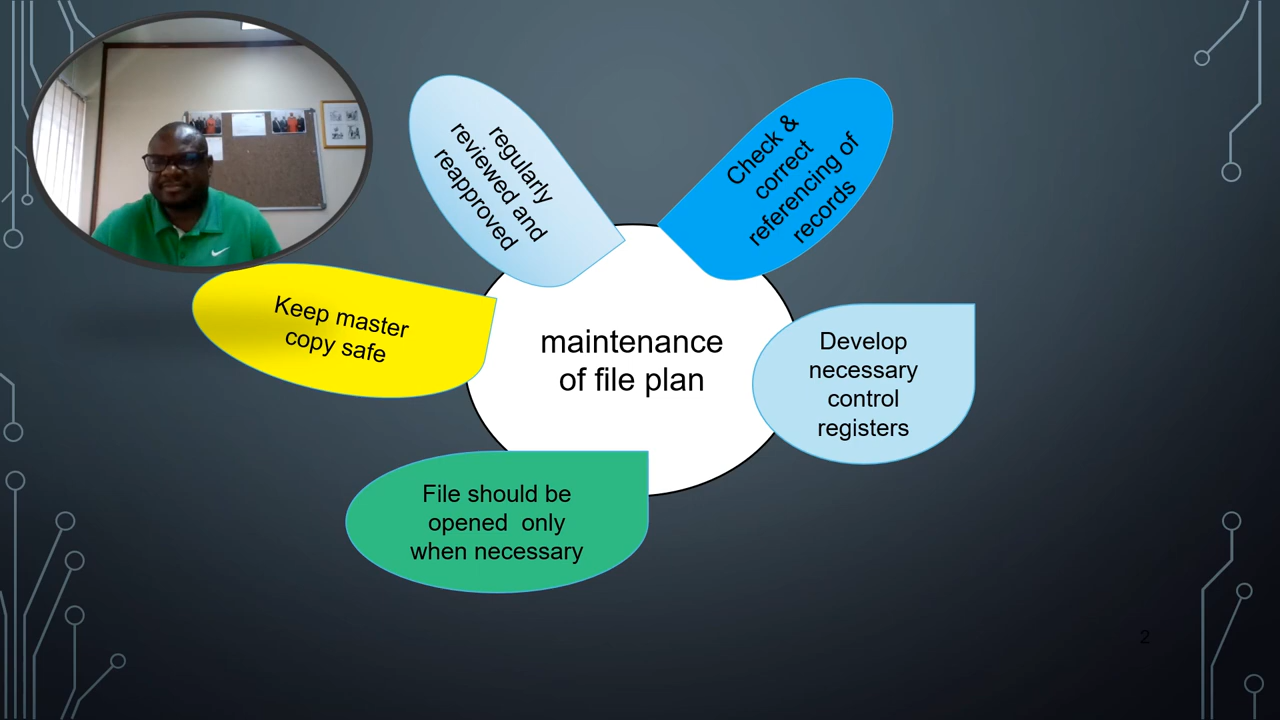 regularly
reviewed and
reapproved
Check &
correct
referencing of
records
Keep master
copy safe
maintenance
of file plan
Develop
necessary
control
registers
File should be
opened  only
when necessary
2